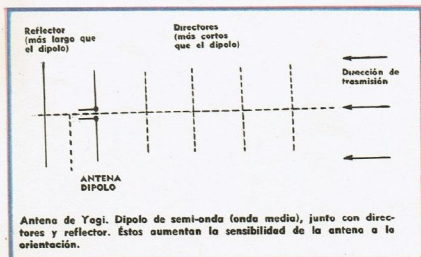 Reflector
(más largo que
el dipolo)
Directores
(más cortos
que el dipolo)
Dirección de
trasmisión
ANTENA
DIPOLO
Antena de Yagi. Dipolo de semi-onda (onda media), junto con direc-
tores y reflector. Éstos aumentan la sensibilidad de la antena a la
orientación.